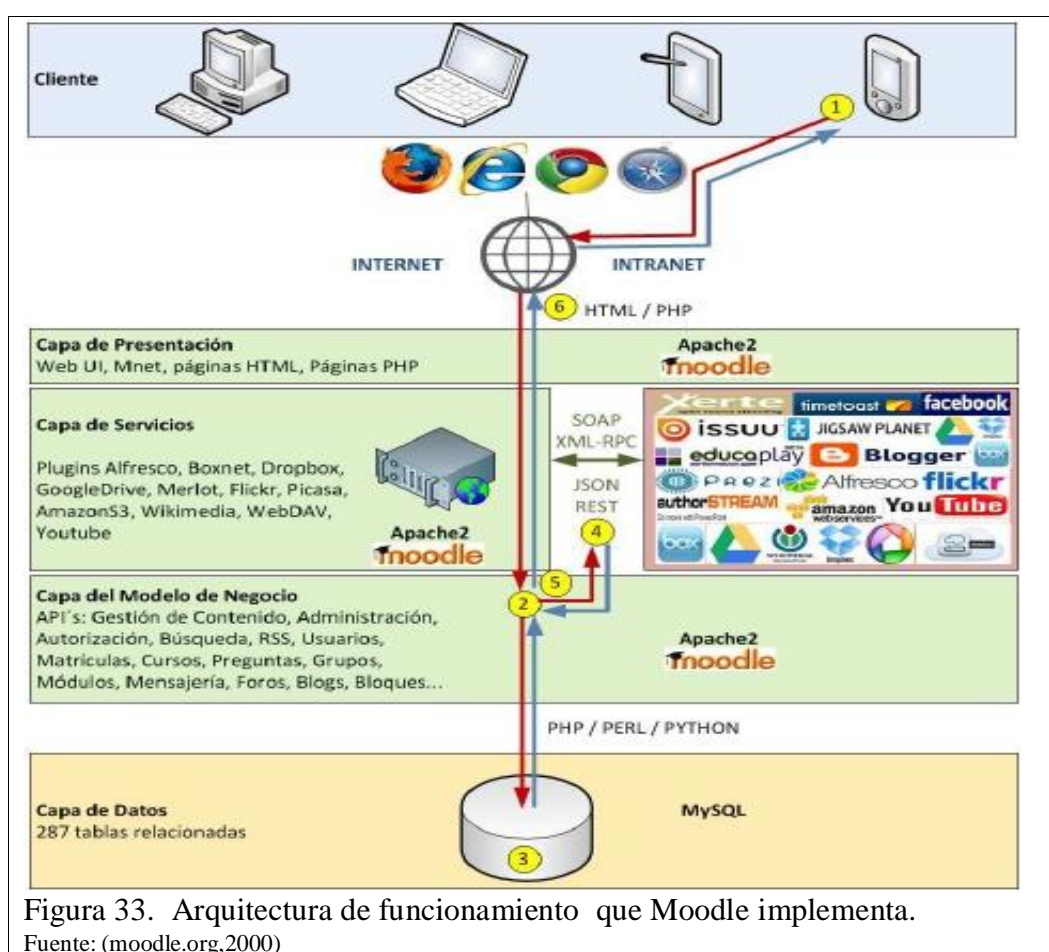 Cliente
1
INTERNET
INTRANET
6
HTML / PHP
Capa de Presentación
Web UI, Mnet, páginas HTML, Páginas PHP
Apache2
moodle
Capa de Servicios
Plugins Alfresco, Boxnet, Dropbox,
GoogleDrive, Merlot, Flickr, Picasa,
AmazonS3, Wikimedia, WebDAV,
Youtube
Apache2
moodle
SOAP
XML-RPC
JSON
REST
4
Xerte
timetoast
facebook
issuu
JIGSAW PLANET
educaplay
Blogger
box
PREZI
Alfresco
flickr
authorSTREAM
amazon
webservices
YouTube
box
5
2
Capa del Modelo de Negocio
API´s: Gestión de Contenido, Administración,
Autorización, Búsqueda, RSS, Usuarios,
Matrículas, Cursos, Preguntas, Grupos,
Módulos, Mensajería, Foros, Blogs, Bloques...
Apache2
moodle
PHP / PERL / PYTHON
Capa de Datos
287 tablas relacionadas
MySQL
3
Figura 33. Arquitectura de funcionamiento que Moodle implementa.
Fuente: (moodle.org,2000)